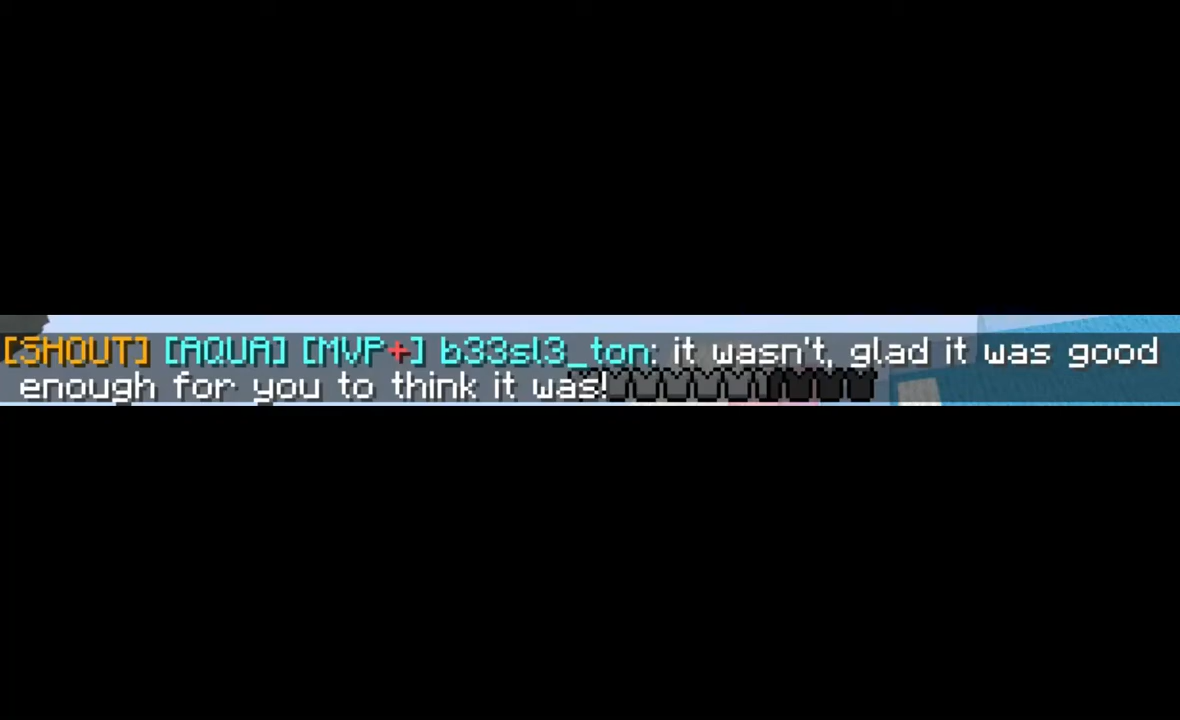 [SHOUT] [AQUA] [MVP+] b33sl3_ton: it wasn't, glad it was good
enough for you to think it was!